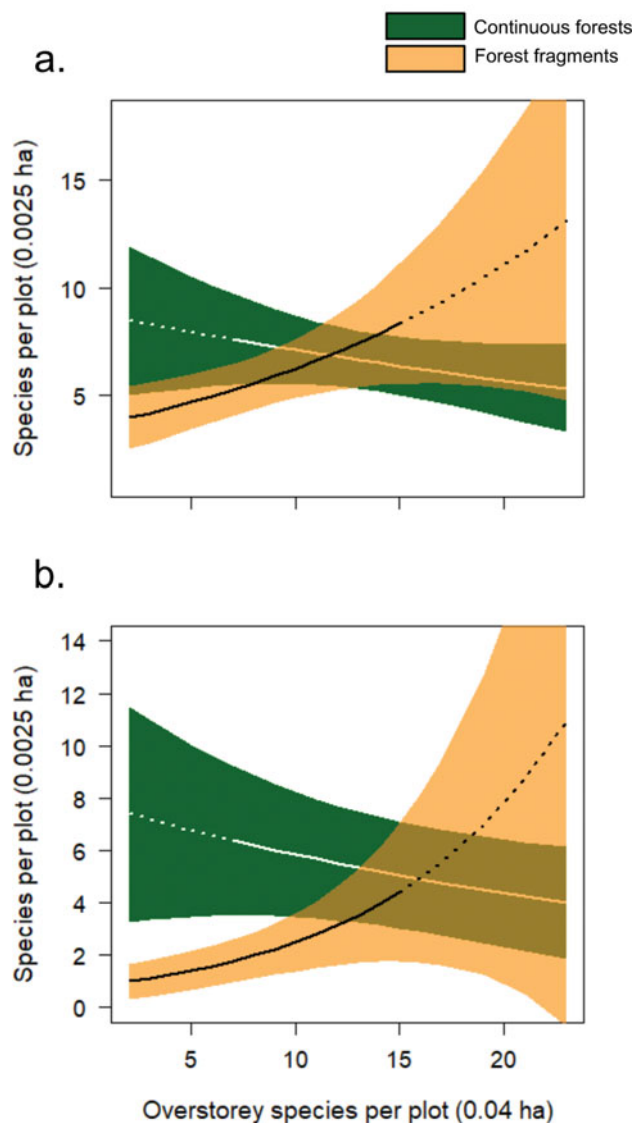 Continuous forests
Forest fragments
a.
Species per plot (0.0025 ha)
15
10
5
b.
Species per plot (0.0025 ha)
14
12
10
8
6
4
2
0
5 10 15 20
Overstorey species per plot (0.04 ha)